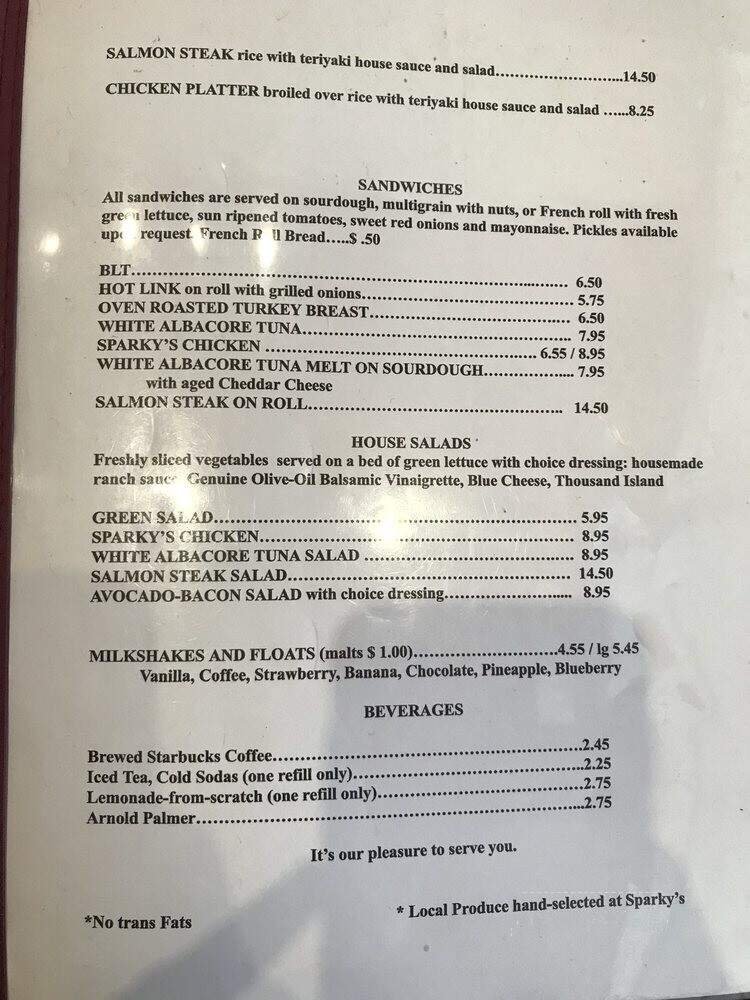 SALMON STEAK rice with teriyaki house sauce and salad...........................14.50
CHICKEN PLATTER broiled over rice with teriyaki house sauce and salad ......8.25
SANDWICHES
All sandwiches are served on sourdough, multigrain with nuts, or French roll with fresh
green lettuce, sun ripened tomatoes, sweet red onions and mayonnaise. Pickles available
request. French Bread.....$ .50
BLT.................................................................................. 6.50
HOT LINK on roll with grilled onions........................................ 5.75
OVEN ROASTED TURKEY BREAST...................................... 6.50
WHITE ALBACORE TUNA.................................................... 7.95
SPARKY'S CHICKEN ..................................................... 6.55 / 8.95
WHITE ALBACORE TUNA MELT ON SOURDOUGH.................. 7.95
with aged Cheddar Cheese
SALMON STEAK ON ROLL.................................................. 14.50
HOUSE SALADS
Freshly sliced vegetables served on a bed of green lettuce with choice dressing: housemade
ranch Genuine Olive-Oil Balsamic Vinaigrette, Blue Cheese, Thousand Island
GREEN SALAD..................................................................... 5.95
SPARKY'S CHICKEN............................................................ 8.95
WHITE ALBACORE TUNA SALAD ........................................ 8.95
SALMON STEAK SALAD...................................................... 14.50
AVOCADO-BACON SALAD with choice dressing........................ 8.95
MILKSHAKES AND FLOATS (malts $ 1.00)............................4.55 / lg 5.45
Vanilla, Coffee, Strawberry, Banana, Chocolate, Pineapple, Blueberry
BEVERAGES
Brewed Starbucks Coffee...........................................................2.45
Iced Tea, Cold Sodas (one refill only)...........................................2.25
Lemonade-from-scratch (one refill only).......................................2.75
Arnold Palmer.........................................................................2.75
It's our pleasure to serve you.
*No trans Fats
* Local Produce hand-selected at Sparky's